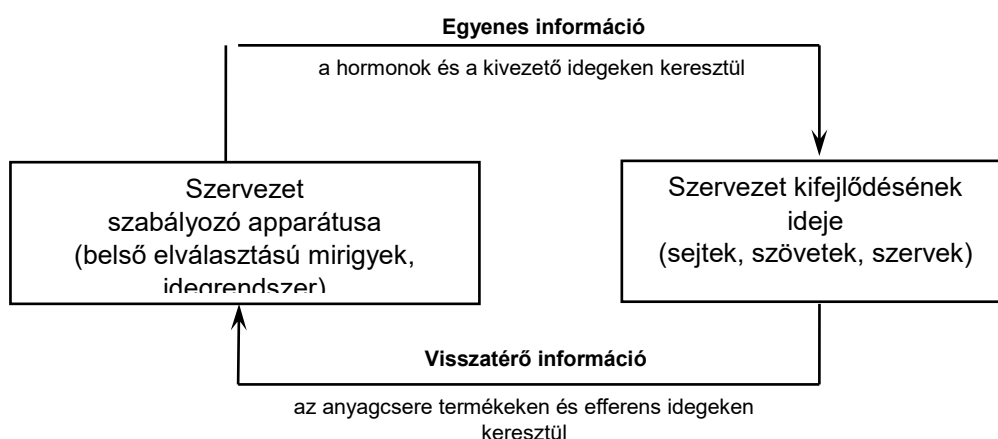 Egyenes információ
a hormonok és a kivezető idegeken keresztül
Szervezet
szabályozó apparátusa
(belső elválasztású mirigyek,
idegrendszer)
Szervezet kifejlődésének
ideje
(sejtek, szövetek, szervek)
Visszatérő információ
az anyagcsere termékeken és efferens idegeken
keresztül